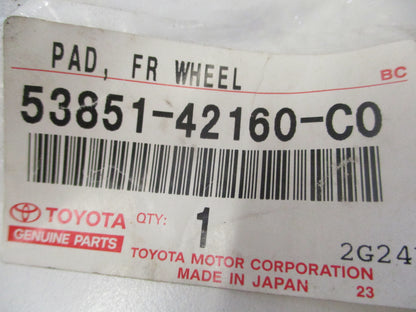 PAD, FR WHEEL
BC
53851-42160-C0
TOYOTA
GENUINE PARTS
QTY: 1
2G24
TOYOTA MOTOR CORPORATION
MADE IN JAPAN 23